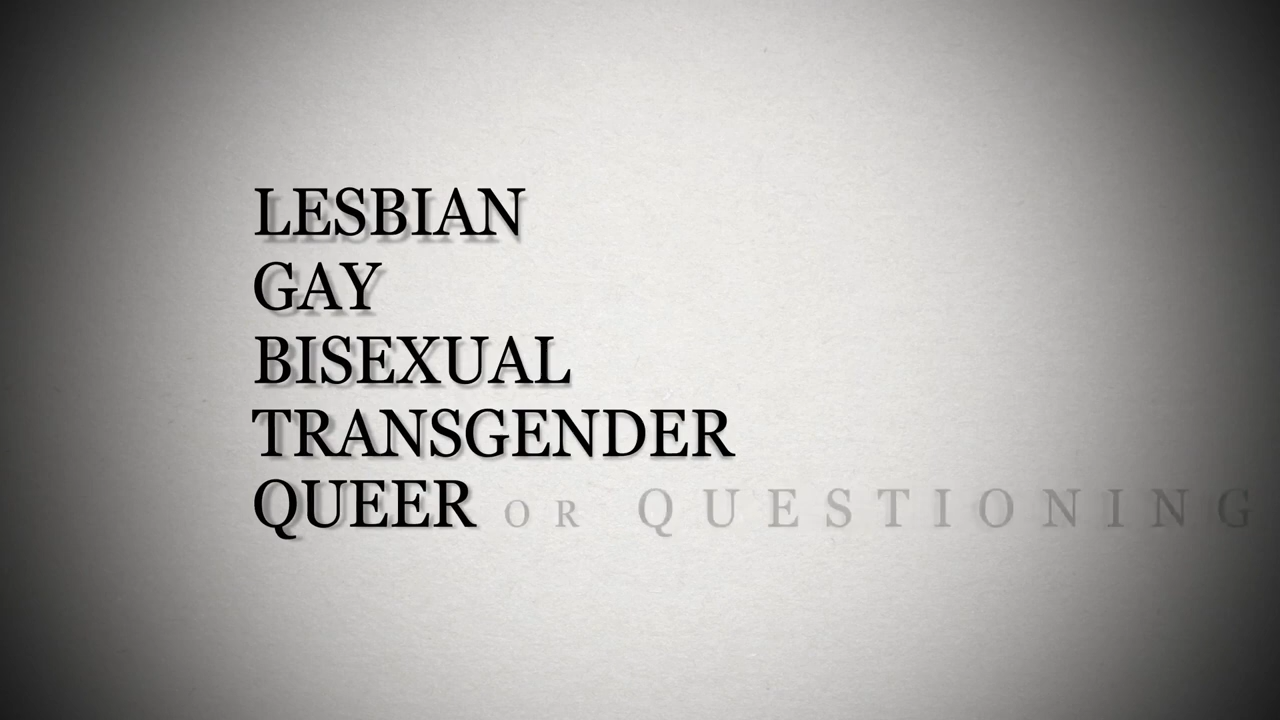 LESBIAN
GAY
BISEXUAL
TRANSGENDER
QUEER OR QUESTIONING